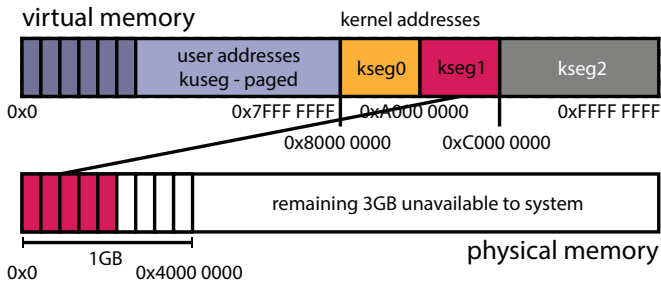 virtual memory
kernel addresses
user addresses
kuseg - paged
kseg0
kseg1
kseg2
0x0
0x7FFF FFFF
0xA000 0000
0xFFFF FFFF
0x8000 0000
0xC000 0000
remaining 3GB unavailable to system
1GB
physical memory
0x0
0x4000 0000